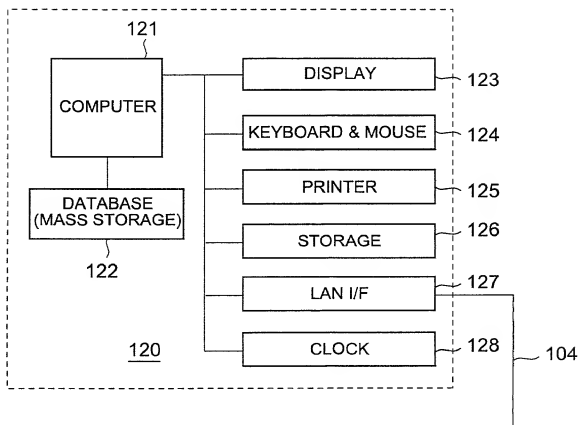 121
COMPUTER
DATABASE
(MASS STORAGE)
122
DISPLAY
123
KEYBOARD & MOUSE
124
PRINTER
125
STORAGE
126
LAN I/F
127
CLOCK
128
120
104